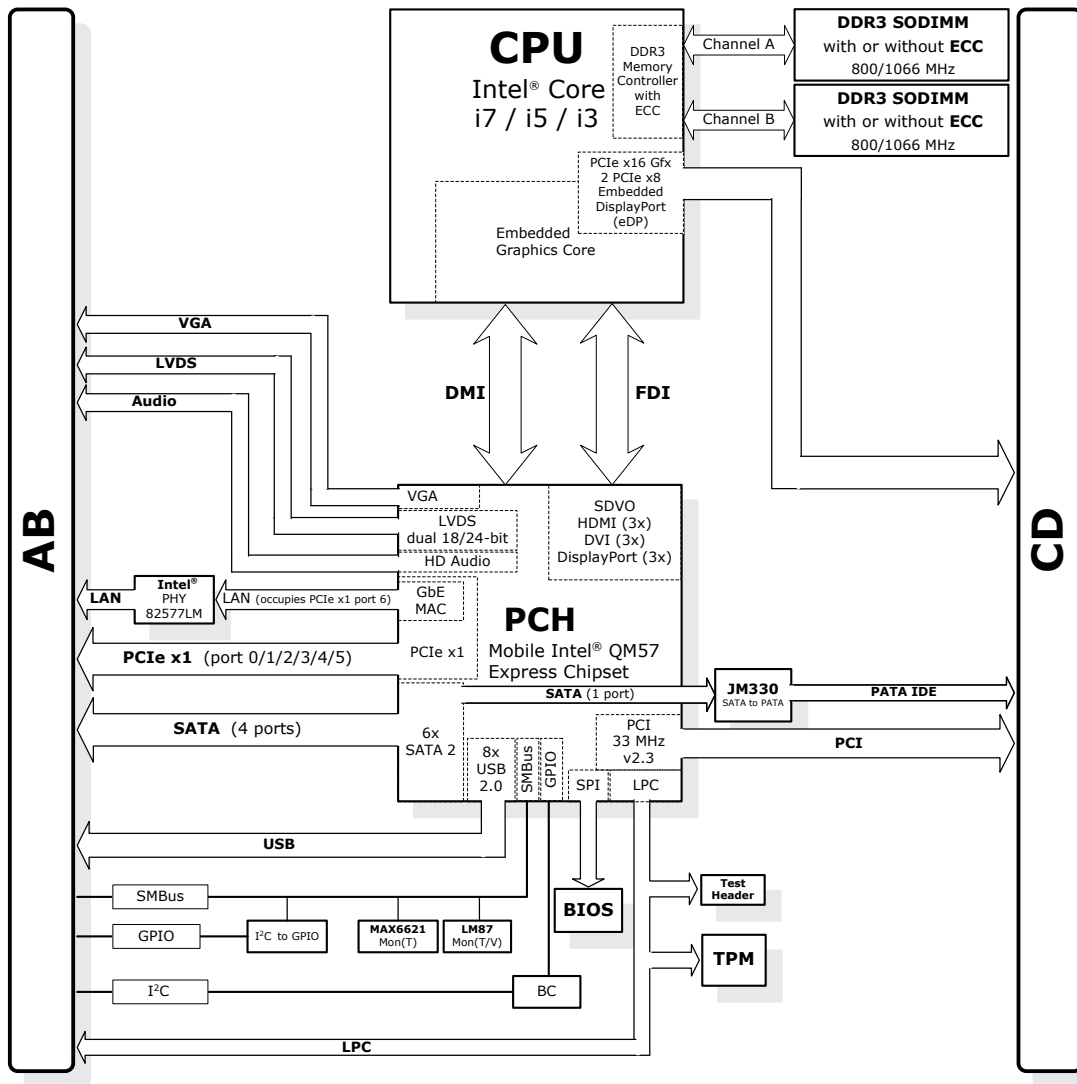 AB
CD
CPU
Intel® Core
i7 / i5 / i3
DDR3
Memory
Controller
with
ECC
Channel A
Channel B
DDR3 SODIMM
with or without ECC
800/1066 MHz
DDR3 SODIMM
with or without ECC
800/1066 MHz
PCIe x16 Gfx
2 PCIe x8
Embedded
DisplayPort
(eDP)
Embedded
Graphics Core
VGA
LVDS
Audio
DMI
FDI
VGA
LVDS
dual 18/24-bit
HD Audio
SDVO
HDMI (3x)
DVI (3x)
DisplayPort (3x)
LAN
Intel®
PHY
82577LM
LAN (occupies PCIe x1 port 6)
GbE
MAC
PCH
Mobile Intel® QM57
Express Chipset
PCIe x1 (port 0/1/2/3/4/5)
PCIe x1
SATA (1 port)
JM330
SATA to PATA
PATA IDE
SATA (4 ports)
6x
SATA 2
8x
USB
2.0
SMBus
GPIO
PCI
33 MHz
v2.3
PCI
SPI
LPC
USB
SMBus
GPIO
I²C to GPIO
MAX6621
Mon(T)
LM87
Mon(T/V)
BIOS
Test
Header
TPM
I²C
BC
LPC